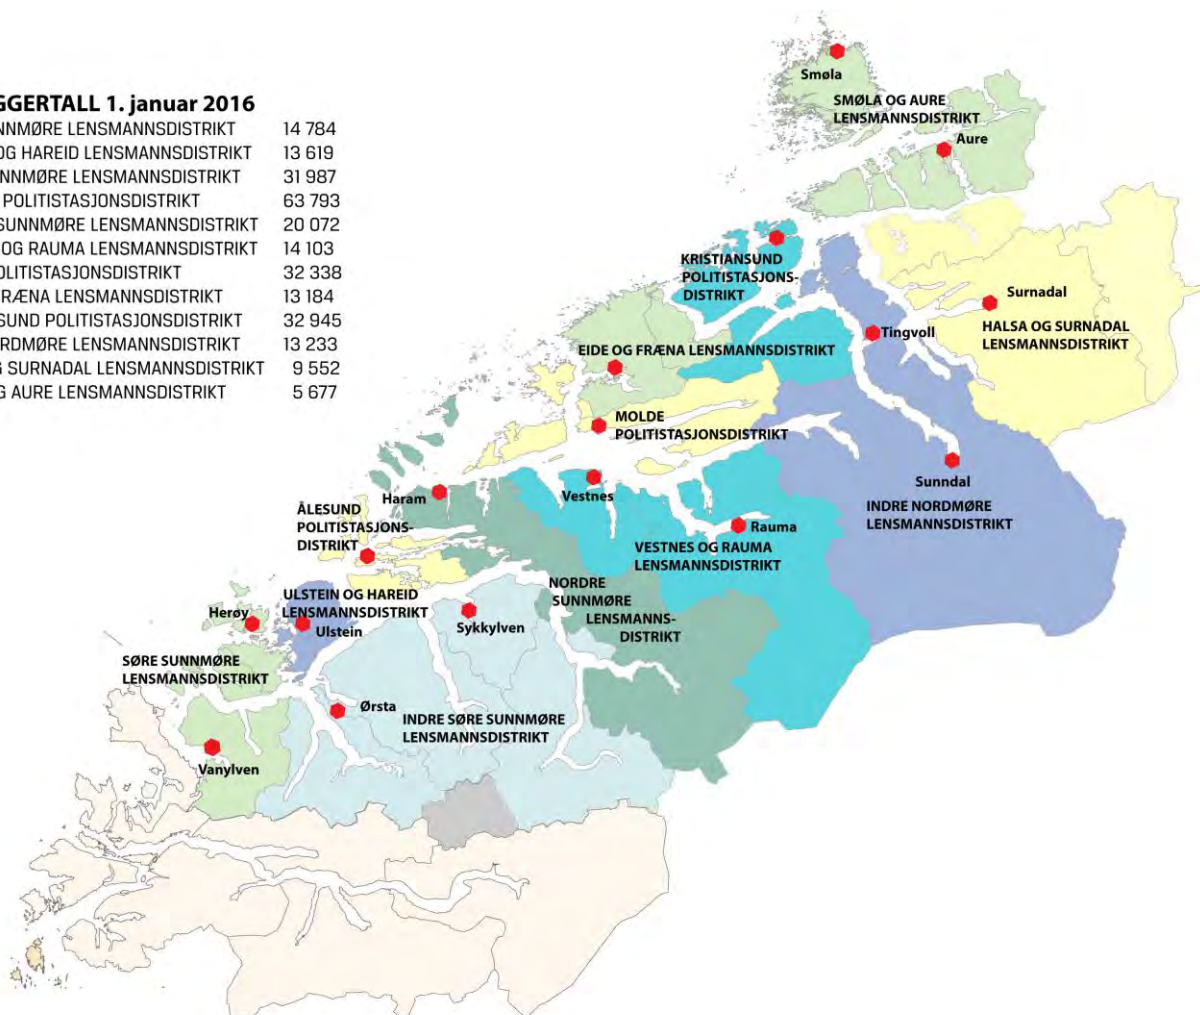 GGERTALL 1. januar 2016
NNMØRE LENSMANNSDISTRIKT 14 784
OG HAREID LENSMANNSDISTRIKT 13 619
UNNMØRE LENSMANNSDISTRIKT 31 987
POLITISTASJONSDISTRIKT 63 793
SUNNMØRE LENSMANNSDISTRIKT 20 072
OG RAUMA LENSMANNSDISTRIKT 14 103
OLITISTASJONSDISTRIKT 32 338
FRÆNA LENSMANNSDISTRIKT 13 184
SUND POLITISTASJONSDISTRIKT 32 945
ORDMØRE LENSMANNSDISTRIKT 13 233
G SURNADAL LENSMANNSDISTRIKT 9 552
G AURE LENSMANNSDISTRIKT 5 677
Smøla
SMØLA OG AURE
LENSMANNSDISTRIKT
Aure
KRISTIANSUND
POLITISTASJONS-
DISTRIKT
Surnadal
HALSA OG SURNADAL
LENSMANNSDISTRIKT
Tingvoll
EIDE OG FRÆNA LENSMANNSDISTRIKT
MOLDE
POLITISTASJONSDISTRIKT
Sunndal
INDRE NORDMØRE
LENSMANNSDISTRIKT
Haram
Vestnes
Rauma
VESTNES OG RAUMA
LENSMANNSDISTRIKT
ÅLESUND
POLITISTASJONS-
DISTRIKT
NORDRE
SUNNMØRE
LENSMANNS-
DISTRIKT
ULSTEIN OG HAREID
LENSMANNSDISTRIKT
Herøy
Ulstein
Sykkylven
SØRE SUNNMØRE
LENSMANNSDISTRIKT
Ørsta
INDRE SØRE SUNNMØRE
LENSMANNSDISTRIKT
Vanylven